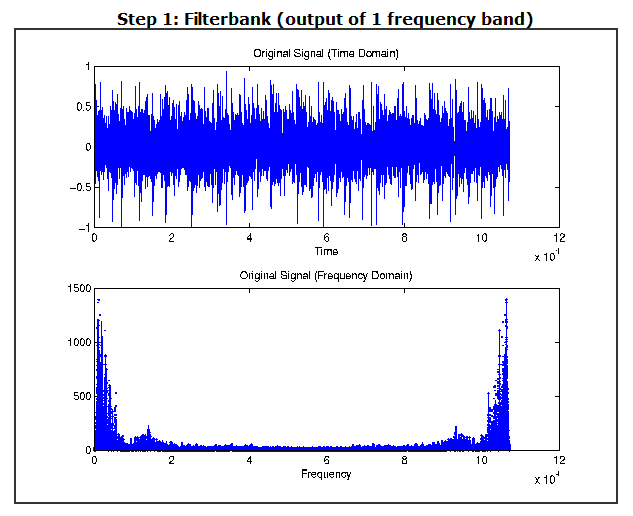 Step 1: Filterbank (output of 1 frequency band)
Original Signal (Time Domain)
1
0.5
0
−0.5
−1
0 2 4 6 8 10 12
Time
x 10⁻¹
Original Signal (Frequency Domain)
1500
1000
500
0
0 2 4 6 8 10 12
Frequency